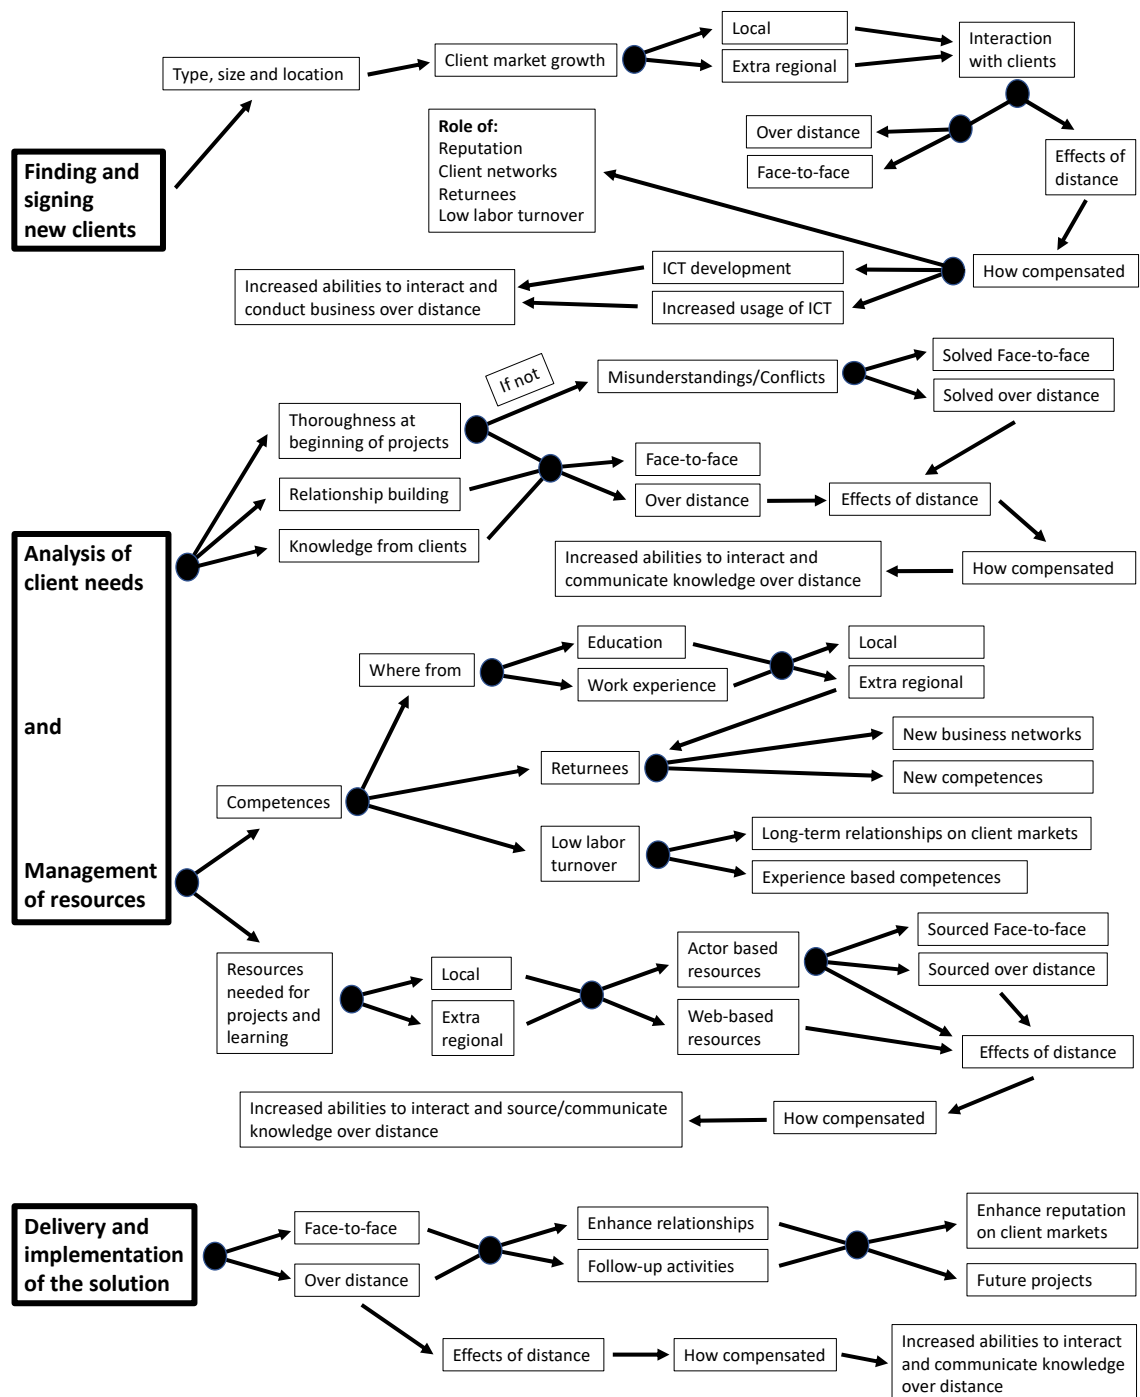 Local
Client market growth
Extra regional
Interaction
with clients
Type, size and location
Role of:
Reputation
Client networks
Returnees
Low labor turnover
Over distance
Face-to-face
Effects of
distance
Finding and
signing
new clients
ICT development
How compensated
Increased abilities to interact and
conduct business over distance
Increased usage of ICT
If not
Misunderstandings/Conflicts
Solved Face-to-face
Solved over distance
Thoroughness at
beginning of projects
Face-to-face
Relationship building
Over distance
Effects of distance
Knowledge from clients
Increased abilities to interact and
communicate knowledge over distance
How compensated
Analysis of
client needs
and
Management
of resources
Where from
Education
Work experience
Local
Extra regional
Returnees
New business networks
New competences
Competences
Low labor
turnover
Long-term relationships on client markets
Experience based competences
Resources
needed for
projects and
learning
Local
Extra
regional
Actor based
resources
Web-based
resources
Sourced Face-to-face
Sourced over distance
Effects of distance
Increased abilities to interact and source/communicate
knowledge over distance
How compensated
Delivery and
implementation
of the solution
Face-to-face
Over distance
Enhance relationships
Follow-up activities
Enhance reputation
on client markets
Future projects
Effects of distance
How compensated
Increased abilities to interact
and communicate knowledge
over distance